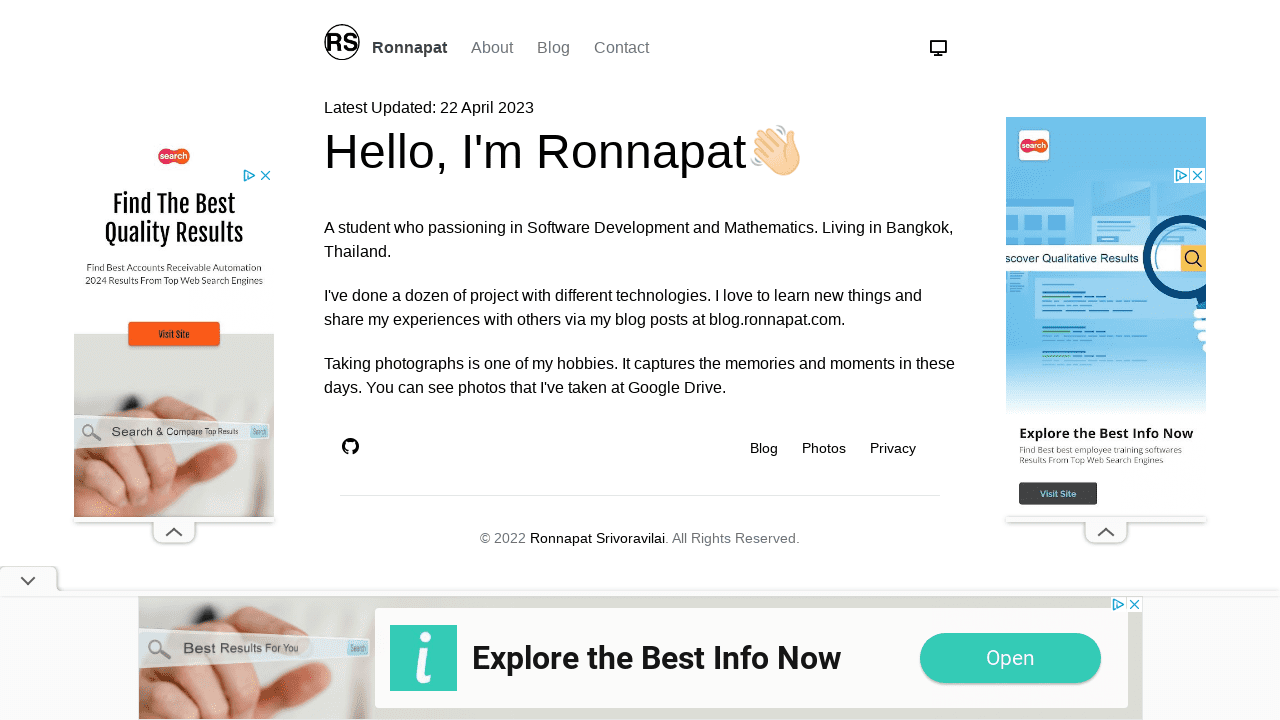 RS Ronnapat About Blog Contact
Latest Updated: 22 April 2023
Hello, I'm Ronnapat👋🏻
A student who passioning in Software Development and Mathematics. Living in Bangkok,
Thailand.
I've done a dozen of project with different technologies. I love to learn new things and
share my experiences with others via my blog posts at blog.ronnapat.com.
Taking photographs is one of my hobbies. It captures the memories and moments in these
days. You can see photos that I've taken at Google Drive.
Blog Photos Privacy
© 2022 Ronnapat Srivoravilai. All Rights Reserved.
search
Find The Best
Quality Results
Find Best Accounts Receivable Automation
2024 Results From Top Web Search Engines
Visit Site
Search & Compare Top Results Search
search
scover Qualitative Results
Explore the Best Info Now
Find Best best employee training softwares
Results From Top Web Search Engines
Visit Site
Best Results For You Search
i
Explore the Best Info Now
Open